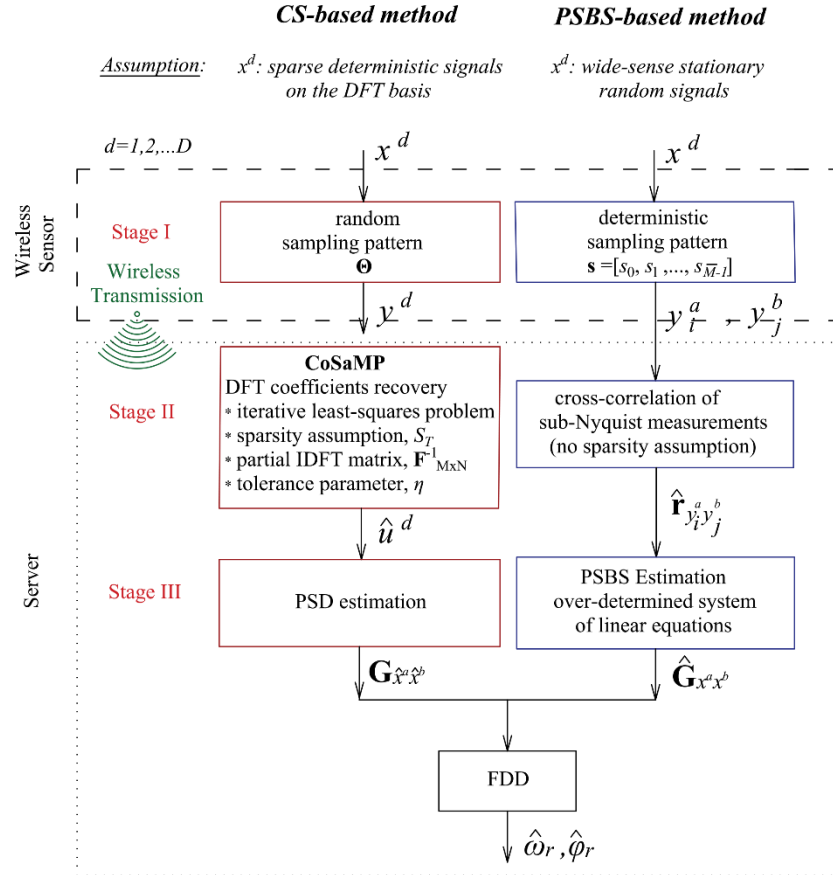 CS-based method
PSBS-based method
Assumption:
x^d: sparse deterministic signals
on the DFT basis
x^d: wide-sense stationary
random signals
d=1,2,...D
x^d
x^d
Wireless
Sensor
Stage I
random
sampling pattern
Θ
deterministic
sampling pattern
s =[s_0, s_1 ,..., s_{M̅-1}]
Wireless
Transmission
y^d
y_i^a , y_j^b
Server
Stage II
CoSaMP
DFT coefficients recovery
* iterative least-squares problem
* sparsity assumption, S_T
* partial IDFT matrix, F^{-1}_{MxN}
* tolerance parameter, η
cross-correlation of
sub-Nyquist measurements
(no sparsity assumption)
û^d
r̂_{y_i^a y_j^b}
Stage III
PSD estimation
PSBS Estimation
over-determined system
of linear equations
G_{x̂^a x̂^b}
Ĝ_{x^a x^b}
FDD
ω̂_r , φ̂_r